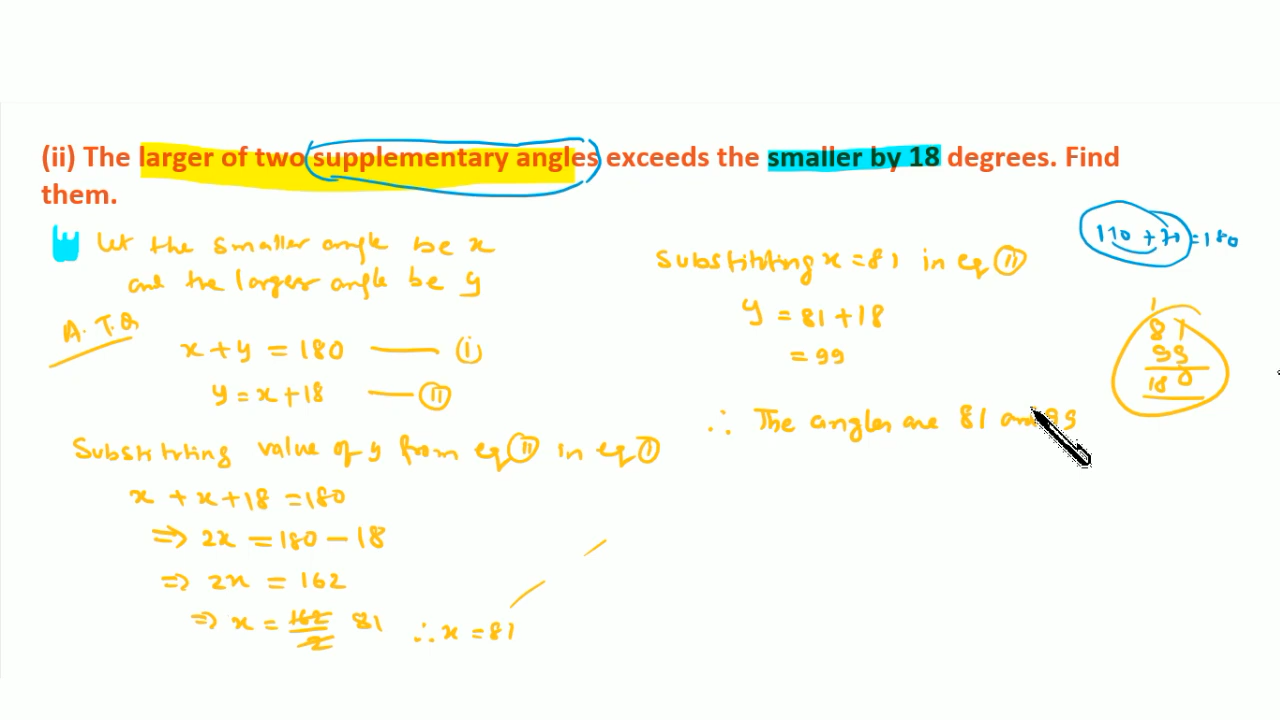 (ii) The larger of two supplementary angles exceeds the smaller by 18 degrees. Find
them.
Let the smaller angle be x
and the larger angle be y
A.T.Q
x + y = 180 — (i)
y = x + 18 — (ii)
Substituting value of y from eq (ii) in eq (i)
x + x + 18 = 180
⇒ 2x = 180 - 18
⇒ 2x = 162
⇒ x = 162/2 81 ∴ x = 81
Substituting x = 81 in eq (ii)
y = 81 + 18
= 99
∴ The angles are 81 and 99
110 + 70 = 180
1
81
99
180